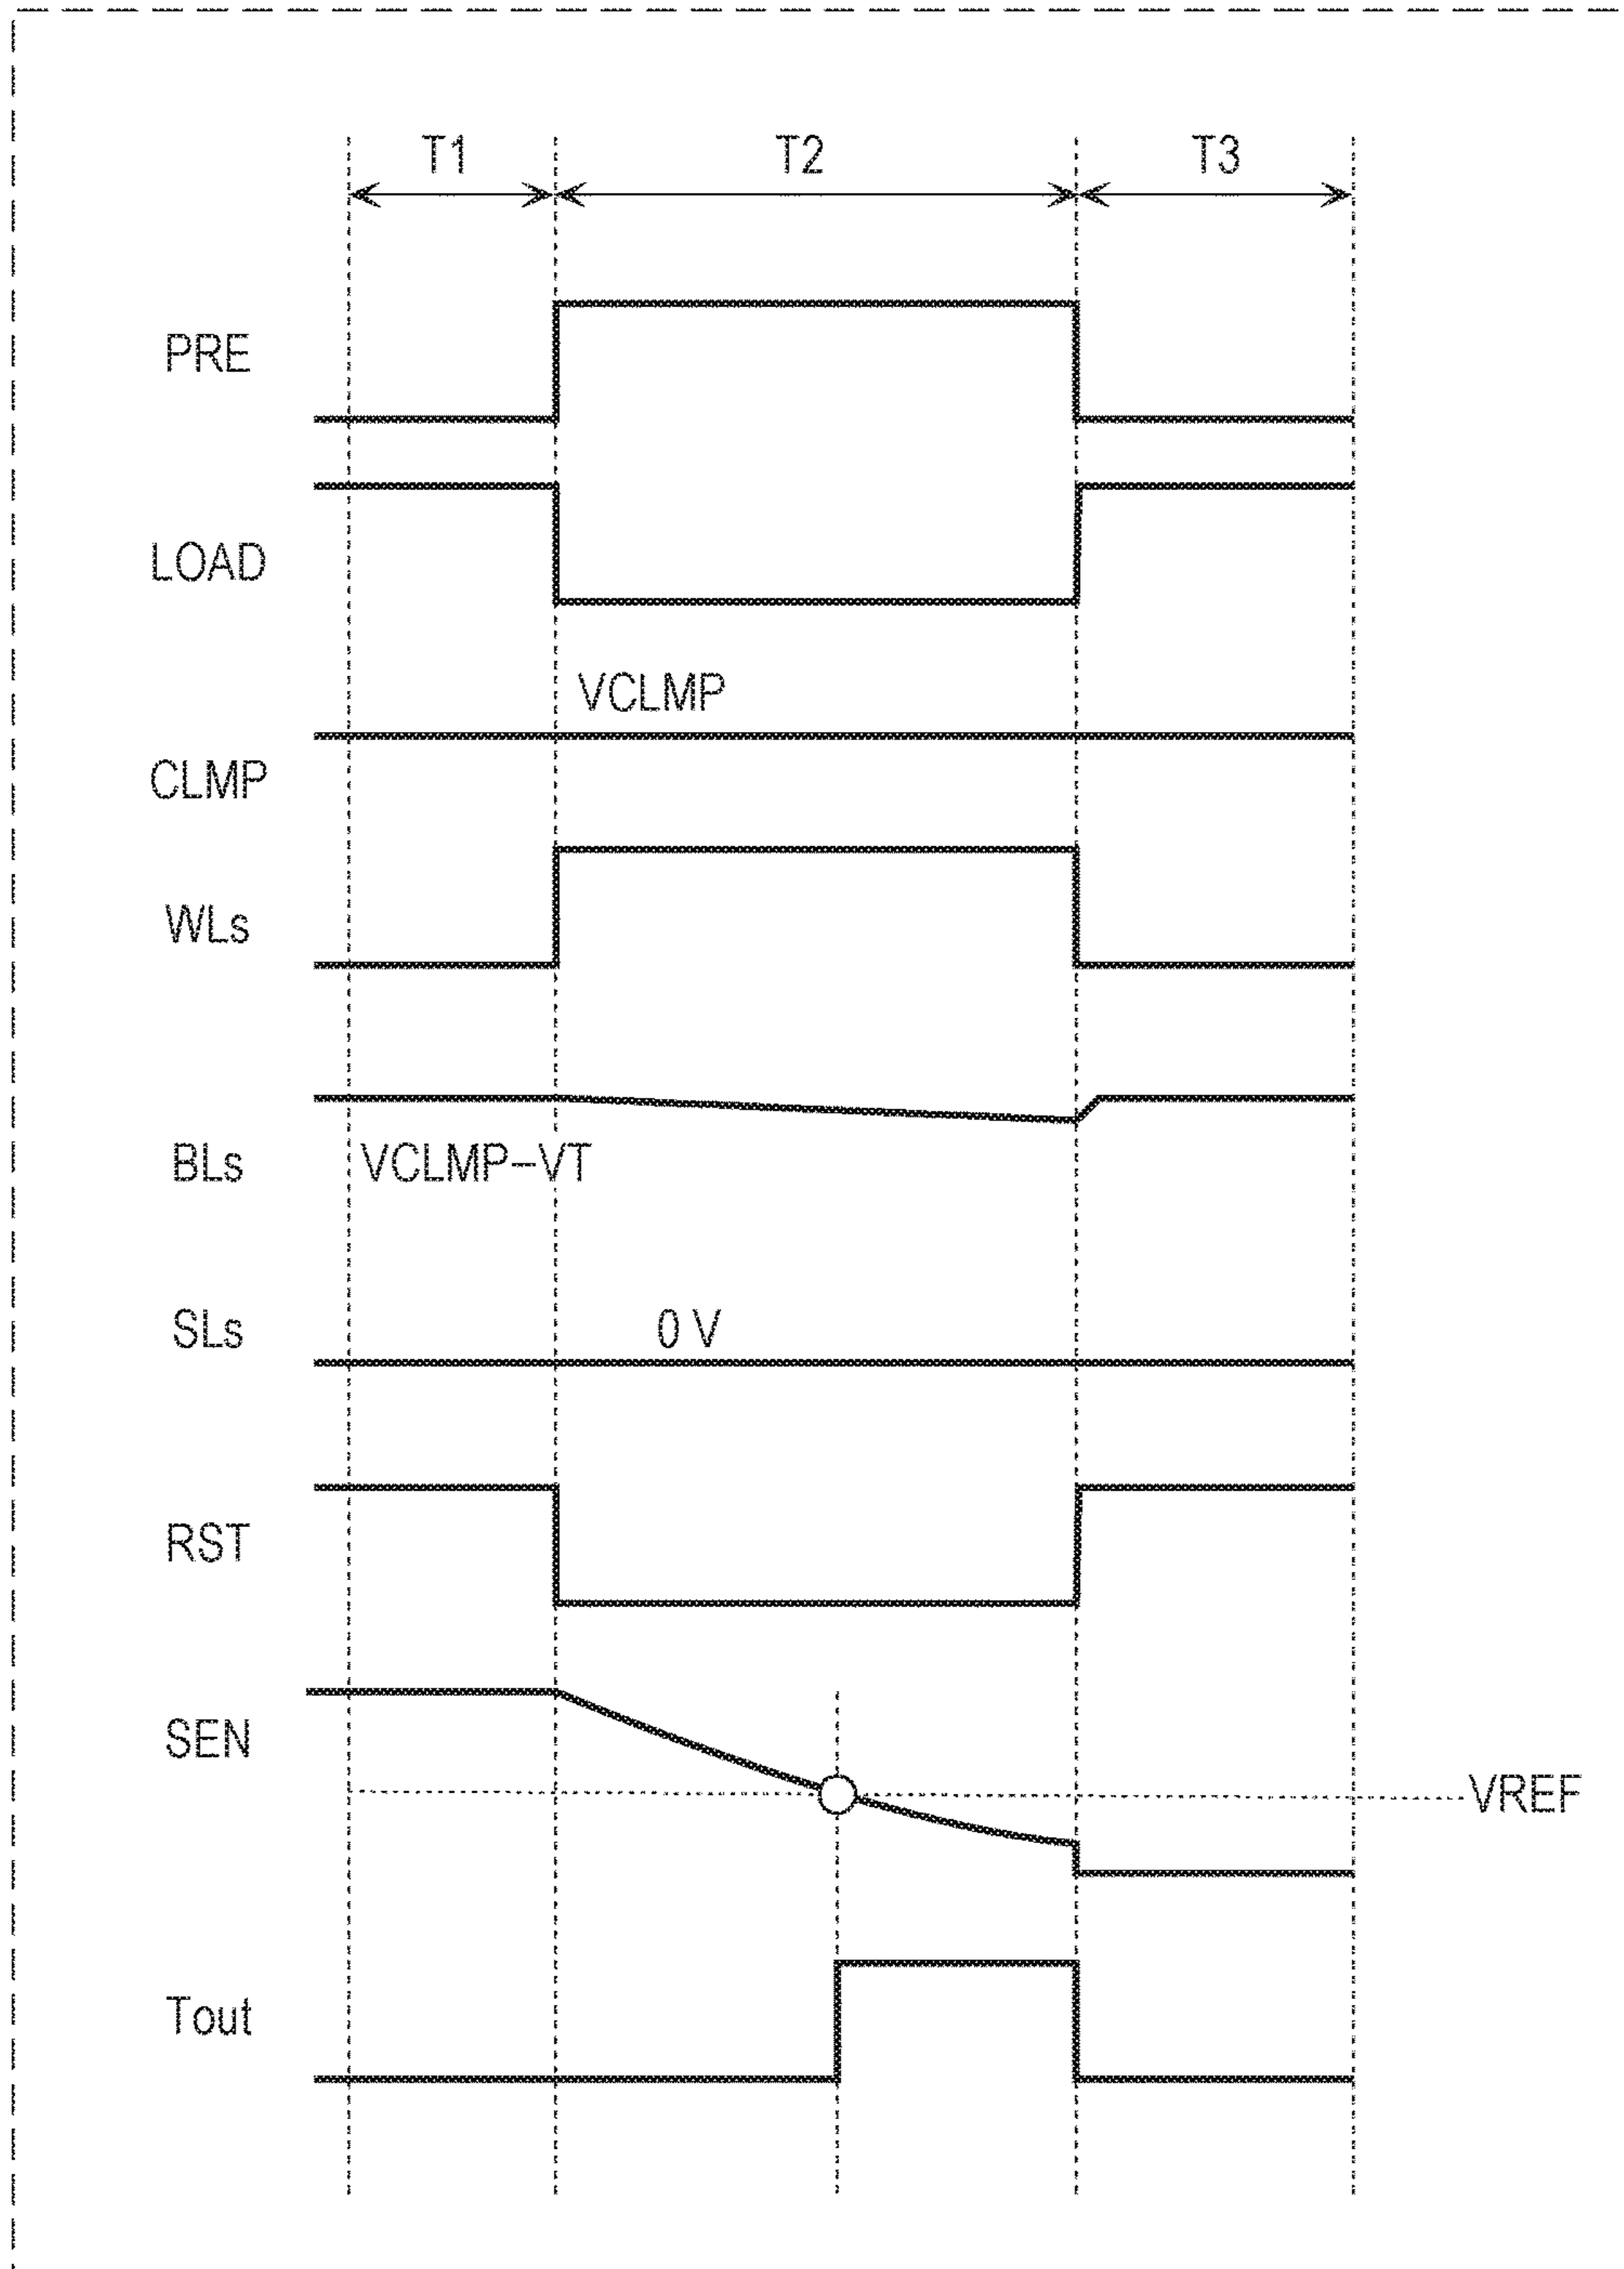 T1 T2 T3
PRE
LOAD
VCLMP
CLMP
WLs
BLs VCLMP–VT
SLs 0 V
RST
SEN
VREF
Tout